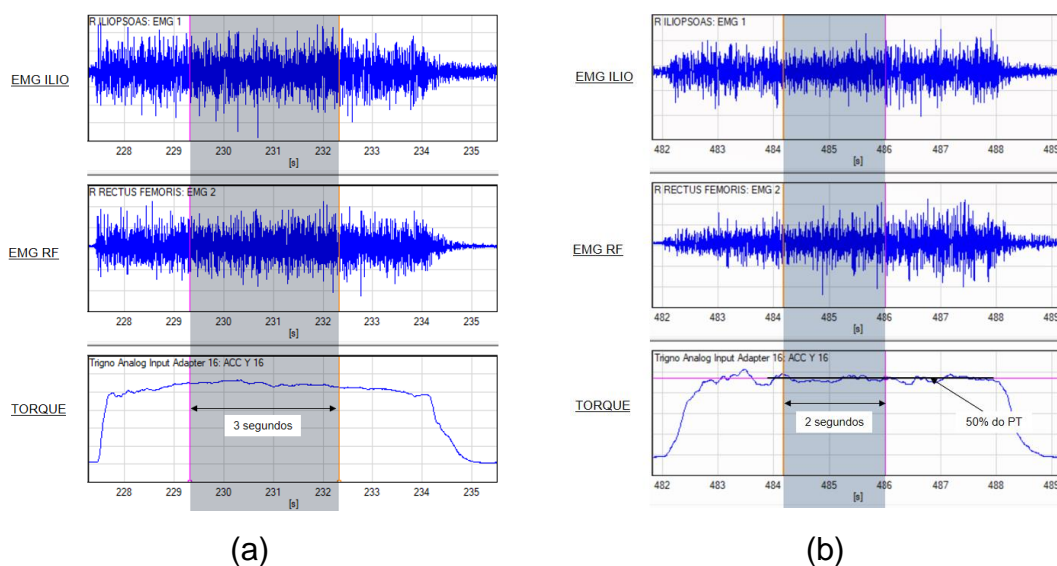 R ILIOPSOAS: EMG 1
EMG ILIO
228 229 230 231 232 233 234 235
[s]
R RECTUS FEMORIS: EMG 2
EMG RF
228 229 230 231 232 233 234 235
[s]
Trigno Analog Input Adapter 16: ACC Y 16
TORQUE
3 segundos
228 229 230 231 232 233 234 235
[s]
(a)
R ILIOPSOAS: EMG 1
EMG ILIO
482 483 484 485 486 487 488 489
[s]
R RECTUS FEMORIS: EMG 2
EMG RF
482 483 484 485 486 487 488 489
[s]
Trigno Analog Input Adapter 16: ACC Y 16
TORQUE
2 segundos
50% do PT
482 483 484 485 486 487 488 489
[s]
(b)